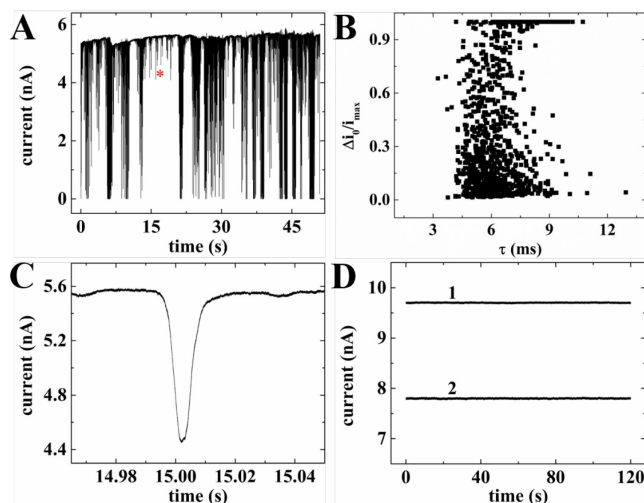 A
6
4
2
0
current (nA)
*
0 15 30 45
time (s)
B
0.9
0.6
0.3
0.0
Δi₀/iₘₐₓ
3 6 9 12
τ (ms)
C
5.6
5.2
4.8
4.4
current (nA)
14.98 15.00 15.02 15.04
time (s)
D
10
9
8
7
current (nA)
1
2
0 40 80 120
time (s)